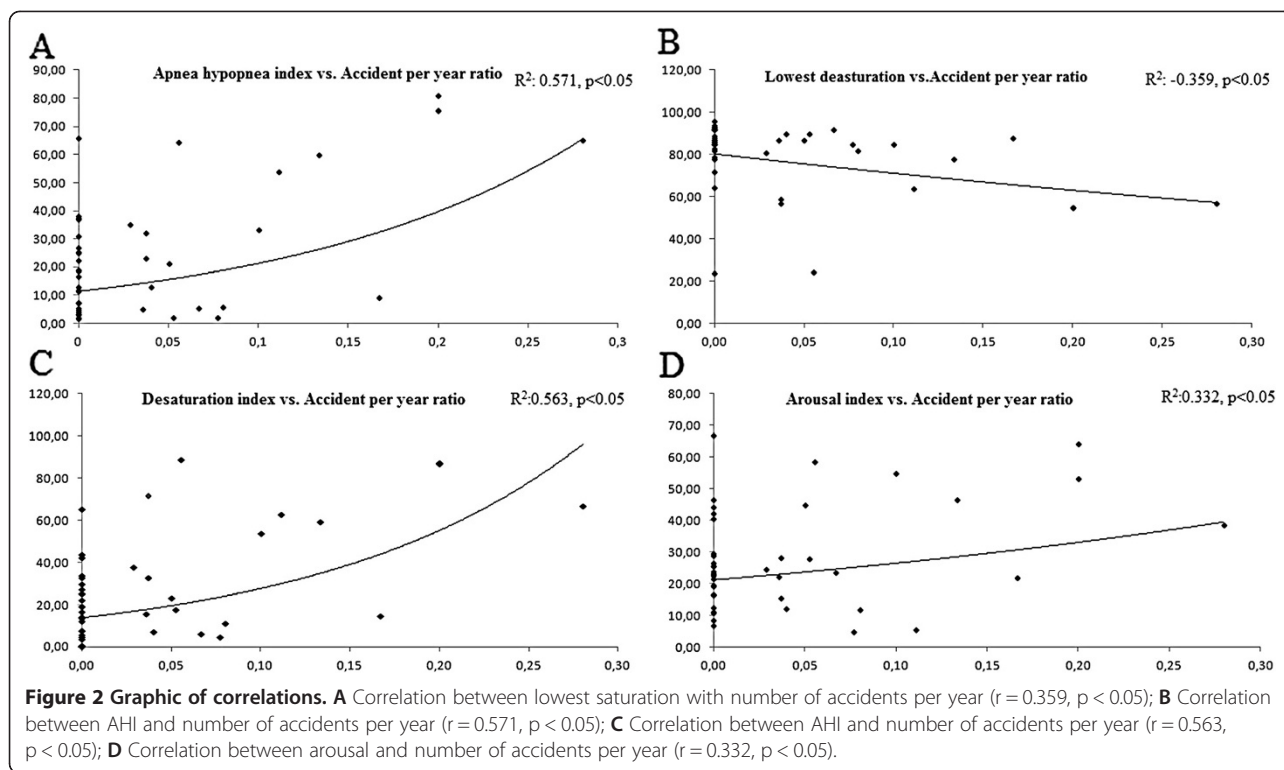 A
Apnea hypopnea index vs. Accident per year ratio
R²: 0.571, p<0.05
90,00
80,00
70,00
60,00
50,00
40,00
30,00
20,00
10,00
0,00
0 0,05 0,1 0,15 0,2 0,25 0,3
B
Lowest deasturation vs.Accident per year ratio
R²: -0.359, p<0.05
120,00
100,00
80,00
60,00
40,00
20,00
0,00
0,00 0,05 0,10 0,15 0,20 0,25 0,30
C
Desaturation index vs. Accident per year ratio
R²:0.563, p<0.05
120,00
100,00
80,00
60,00
40,00
20,00
0,00
0,00 0,05 0,10 0,15 0,20 0,25 0,30
D
Arousal index vs. Accident per year ratio
R²:0.332, p<0.05
80,00
70,00
60,00
50,00
40,00
30,00
20,00
10,00
0,00
0,00 0,05 0,10 0,15 0,20 0,25 0,30
Figure 2 Graphic of correlations. A Correlation between lowest saturation with number of accidents per year (r = 0.359, p < 0.05); B Correlation
between AHI and number of accidents per year (r = 0.571, p < 0.05); C Correlation between AHI and number of accidents per year (r = 0.563,
p < 0.05); D Correlation between arousal and number of accidents per year (r = 0.332, p < 0.05).